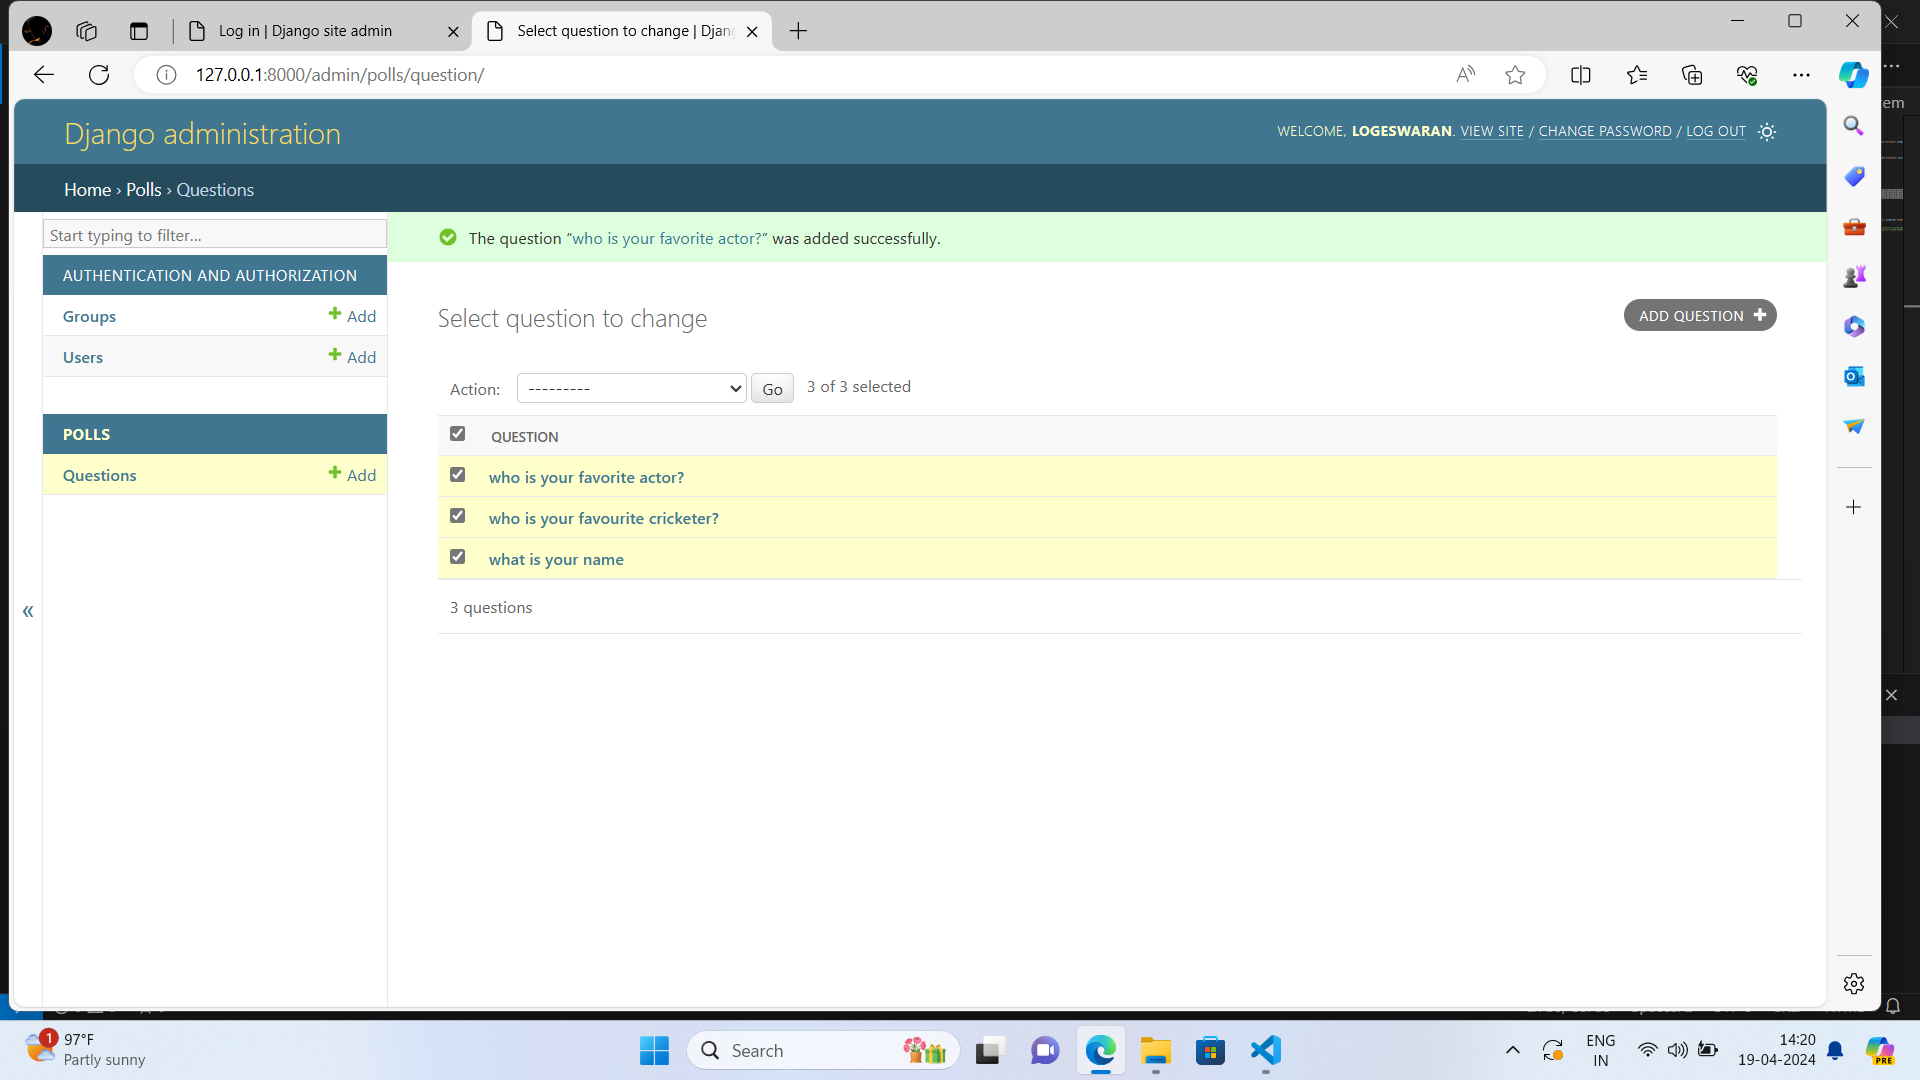 Log in | Django site admin
Select question to change | Djan
127.0.0.1:8000/admin/polls/question/
Django administration
WELCOME, LOGESWARAN. VIEW SITE / CHANGE PASSWORD / LOG OUT
Home › Polls › Questions
Start typing to filter...
AUTHENTICATION AND AUTHORIZATION
Groups
Add
Users
Add
POLLS
Questions
Add
«
The question “who is your favorite actor?” was added successfully.
Select question to change
ADD QUESTION +
Action:
---------
Go
3 of 3 selected
QUESTION
who is your favorite actor?
who is your favourite cricketer?
what is your name
3 questions
1
97°F
Partly sunny
Search
ENG
IN
14:20
19-04-2024
PRE